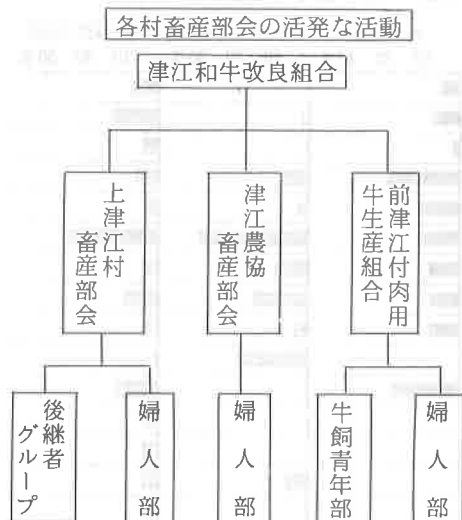 各村畜産部会の活発な活動
津江和牛改良組合
前津江付肉用
牛生産組合
津江農協
畜産部会
上津江村
畜産部会
婦人部
牛飼青年部
婦人部
婦人部
後継者
グループ